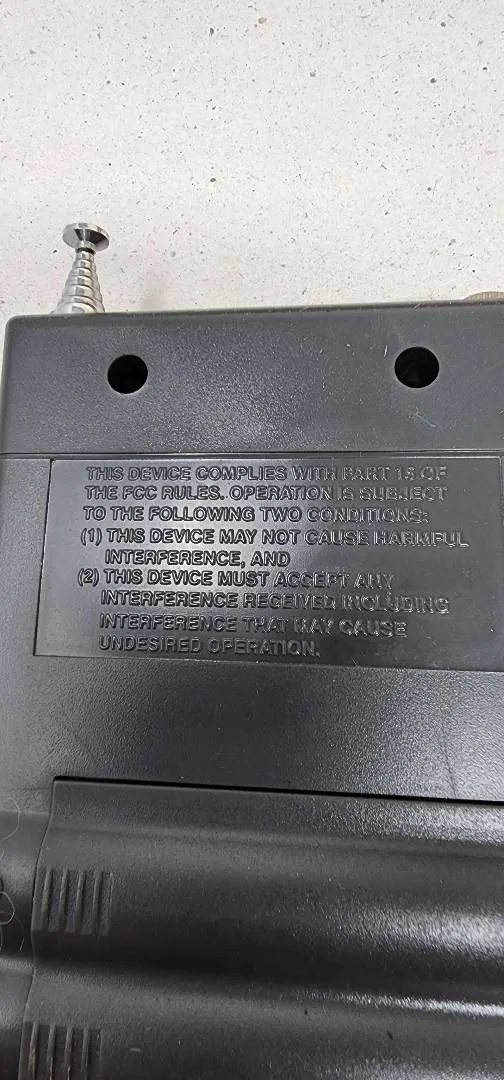 THIS DEVICE COMPLIES WITH PART 15 OF
THE FCC RULES. OPERATION IS SUBJECT
TO THE FOLLOWING TWO CONDITIONS:
(1) THIS DEVICE MAY NOT CAUSE HARMFUL
INTERFERENCE, AND
(2) THIS DEVICE MUST ACCEPT ANY
INTERFERENCE RECEIVED INCLUDING
INTERFERENCE THAT MAY CAUSE
UNDESIRED OPERATION.